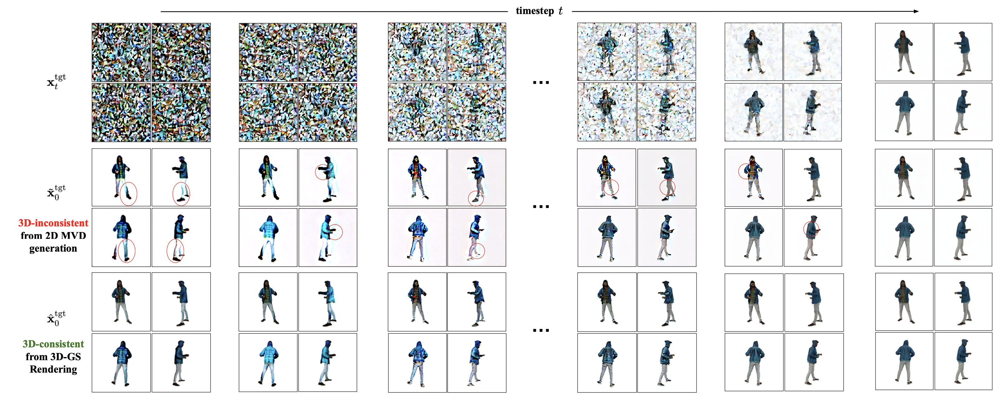 timestep t
x_t^tgt
...
x̃_0^tgt
...
3D-inconsistent
from 2D MVD
generation
x̂_0^tgt
...
3D-consistent
from 3D-GS
Rendering